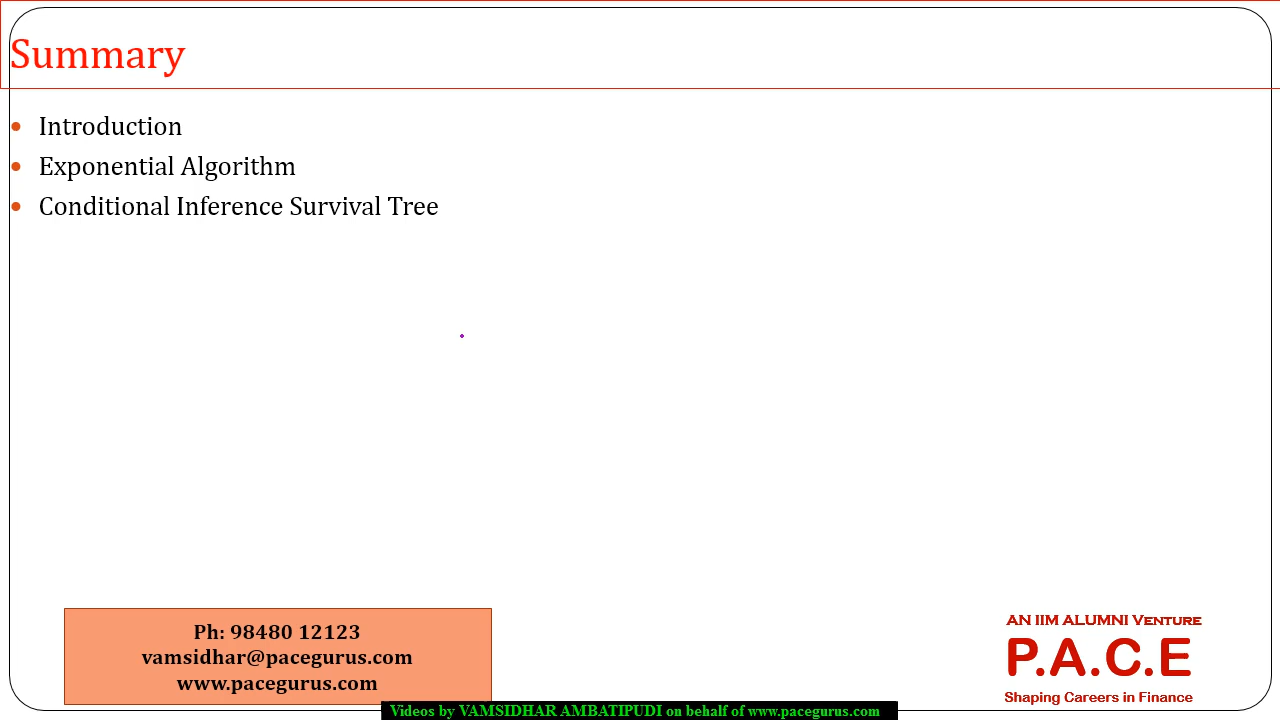 Summary
Introduction
Exponential Algorithm
Conditional Inference Survival Tree
Ph: 98480 12123
vamsidhar@pacegurus.com
www.pacegurus.com
AN IIM ALUMNI VENTURE
P.A.C.E
Shaping Careers in Finance
Videos by VAMSIDHAR AMBATIPUDI on behalf of www.pacegurus.com